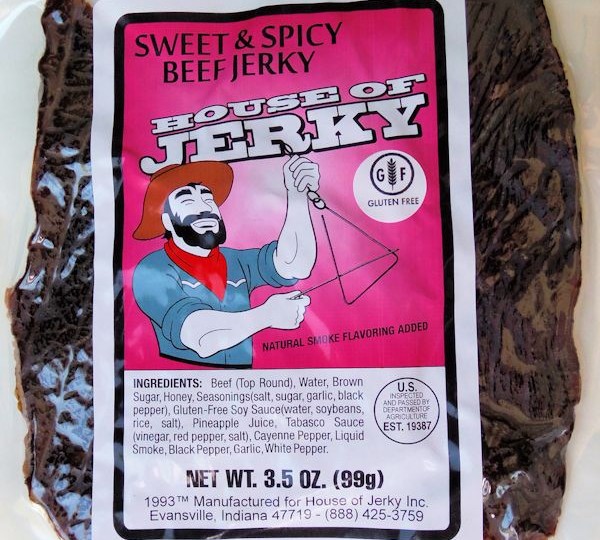 SWEET & SPICY
BEEF JERKY
HOUSE OF
JERKY
G F
GLUTEN FREE
NATURAL SMOKE FLAVORING ADDED
INGREDIENTS: Beef (Top Round), Water, Brown
Sugar, Honey, Seasonings(salt, sugar, garlic, black
pepper), Gluten-Free Soy Sauce(water, soybeans,
rice, salt), Pineapple Juice, Tabasco Sauce
(vinegar, red pepper, salt), Cayenne Pepper, Liquid
Smoke, Black Pepper, Garlic, White Pepper.
U.S.
INSPECTED
AND PASSED BY
DEPARTMENT OF
AGRICULTURE
EST. 19387
NET WT. 3.5 OZ. (99g)
1993™ Manufactured for House of Jerky Inc.
Evansville, Indiana 47719 - (888) 425-3759